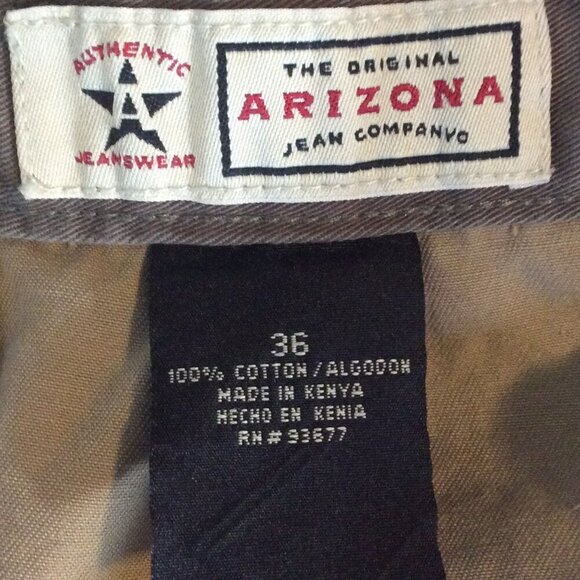 AUTHENTIC
A
JEANSWEAR
THE ORIGINAL
ARIZONA
JEAN COMPANY©
36
100% COTTON/ALGODON
MADE IN KENYA
HECHO EN KENIA
RN # 93677